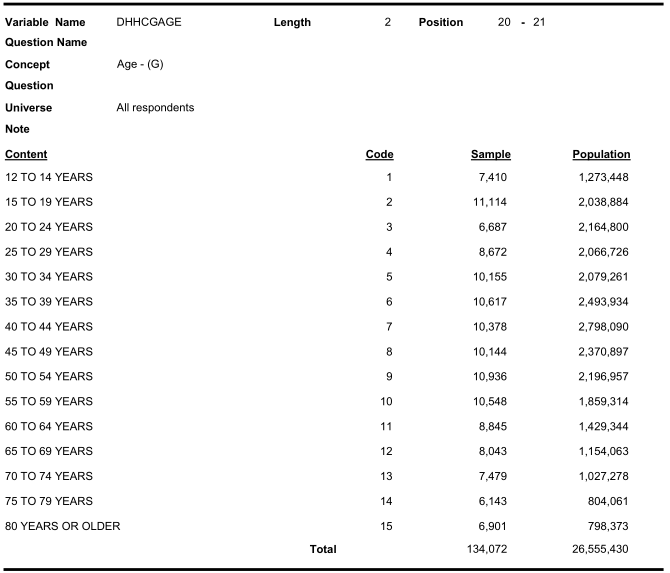 Variable Name DHHCGAGE Length 2 Position 20 - 21
Question Name
Concept Age - (G)
Question
Universe All respondents
Note
Content Code Sample Population
12 TO 14 YEARS 1 7,410 1,273,448
15 TO 19 YEARS 2 11,114 2,038,884
20 TO 24 YEARS 3 6,687 2,164,800
25 TO 29 YEARS 4 8,672 2,066,726
30 TO 34 YEARS 5 10,155 2,079,261
35 TO 39 YEARS 6 10,617 2,493,934
40 TO 44 YEARS 7 10,378 2,798,090
45 TO 49 YEARS 8 10,144 2,370,897
50 TO 54 YEARS 9 10,936 2,196,957
55 TO 59 YEARS 10 10,548 1,859,314
60 TO 64 YEARS 11 8,845 1,429,344
65 TO 69 YEARS 12 8,043 1,154,063
70 TO 74 YEARS 13 7,479 1,027,278
75 TO 79 YEARS 14 6,143 804,061
80 YEARS OR OLDER 15 6,901 798,373
Total 134,072 26,555,430